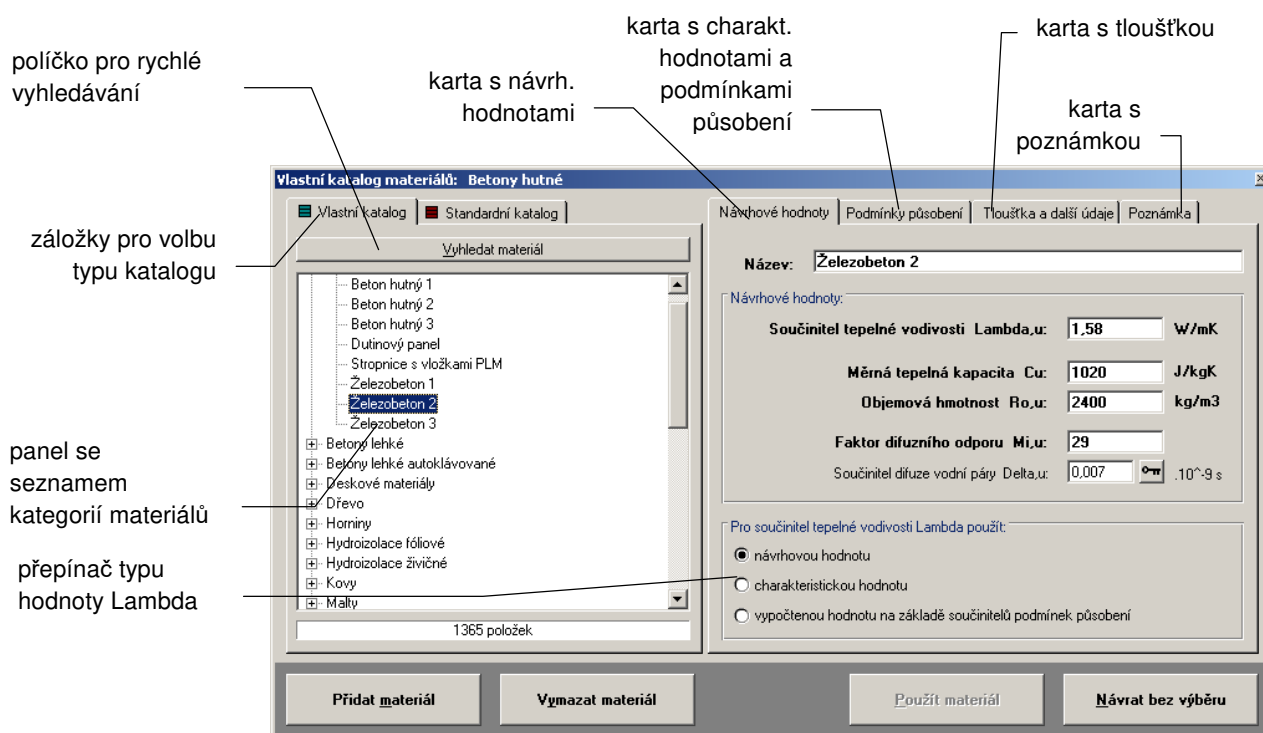 karta s charakt.
hodnotami a
podmínkami
působení
karta s tloušťkou
políčko pro rychlé
vyhledávání
karta s návrh.
hodnotami
karta s
poznámkou
Vlastní katalog materiálů: Betony hutné
Vlastní katalog
Standardní katalog
Návrhové hodnoty
Podmínky působení
Tloušťka a další údaje
Poznámka
záložky pro volbu
typu katalogu
Vyhledat materiál
Beton hutný 1
Beton hutný 2
Beton hutný 3
Dutinový panel
Stropnice s vložkami PLM
Železobeton 1
Železobeton 2
Železobeton 3
Betony lehké
Betony lehké autoklávované
Deskové materiály
Dřevo
Horniny
Hydroizolace fóliové
Hydroizolace živičné
Kovy
Malty
1365 položek
panel se
seznamem
kategorií materiálů
přepínač typu
hodnoty Lambda
Název: Železobeton 2
Návrhové hodnoty:
Součinitel tepelné vodivosti Lambda,u: 1,58 W/mK
Měrná tepelná kapacita Cu: 1020 J/kgK
Objemová hmotnost Ro,u: 2400 kg/m3
Faktor difuzního odporu Mi,u: 29
Součinitel difuze vodní páry Delta,u: 0,007 .10^-9 s
Pro součinitel tepelné vodivosti Lambda použít:
návrhovou hodnotu
charakteristickou hodnotu
vypočtenou hodnotu na základě součinitelů podmínek působení
Přidat materiál
Vymazat materiál
Použít materiál
Návrat bez výběru